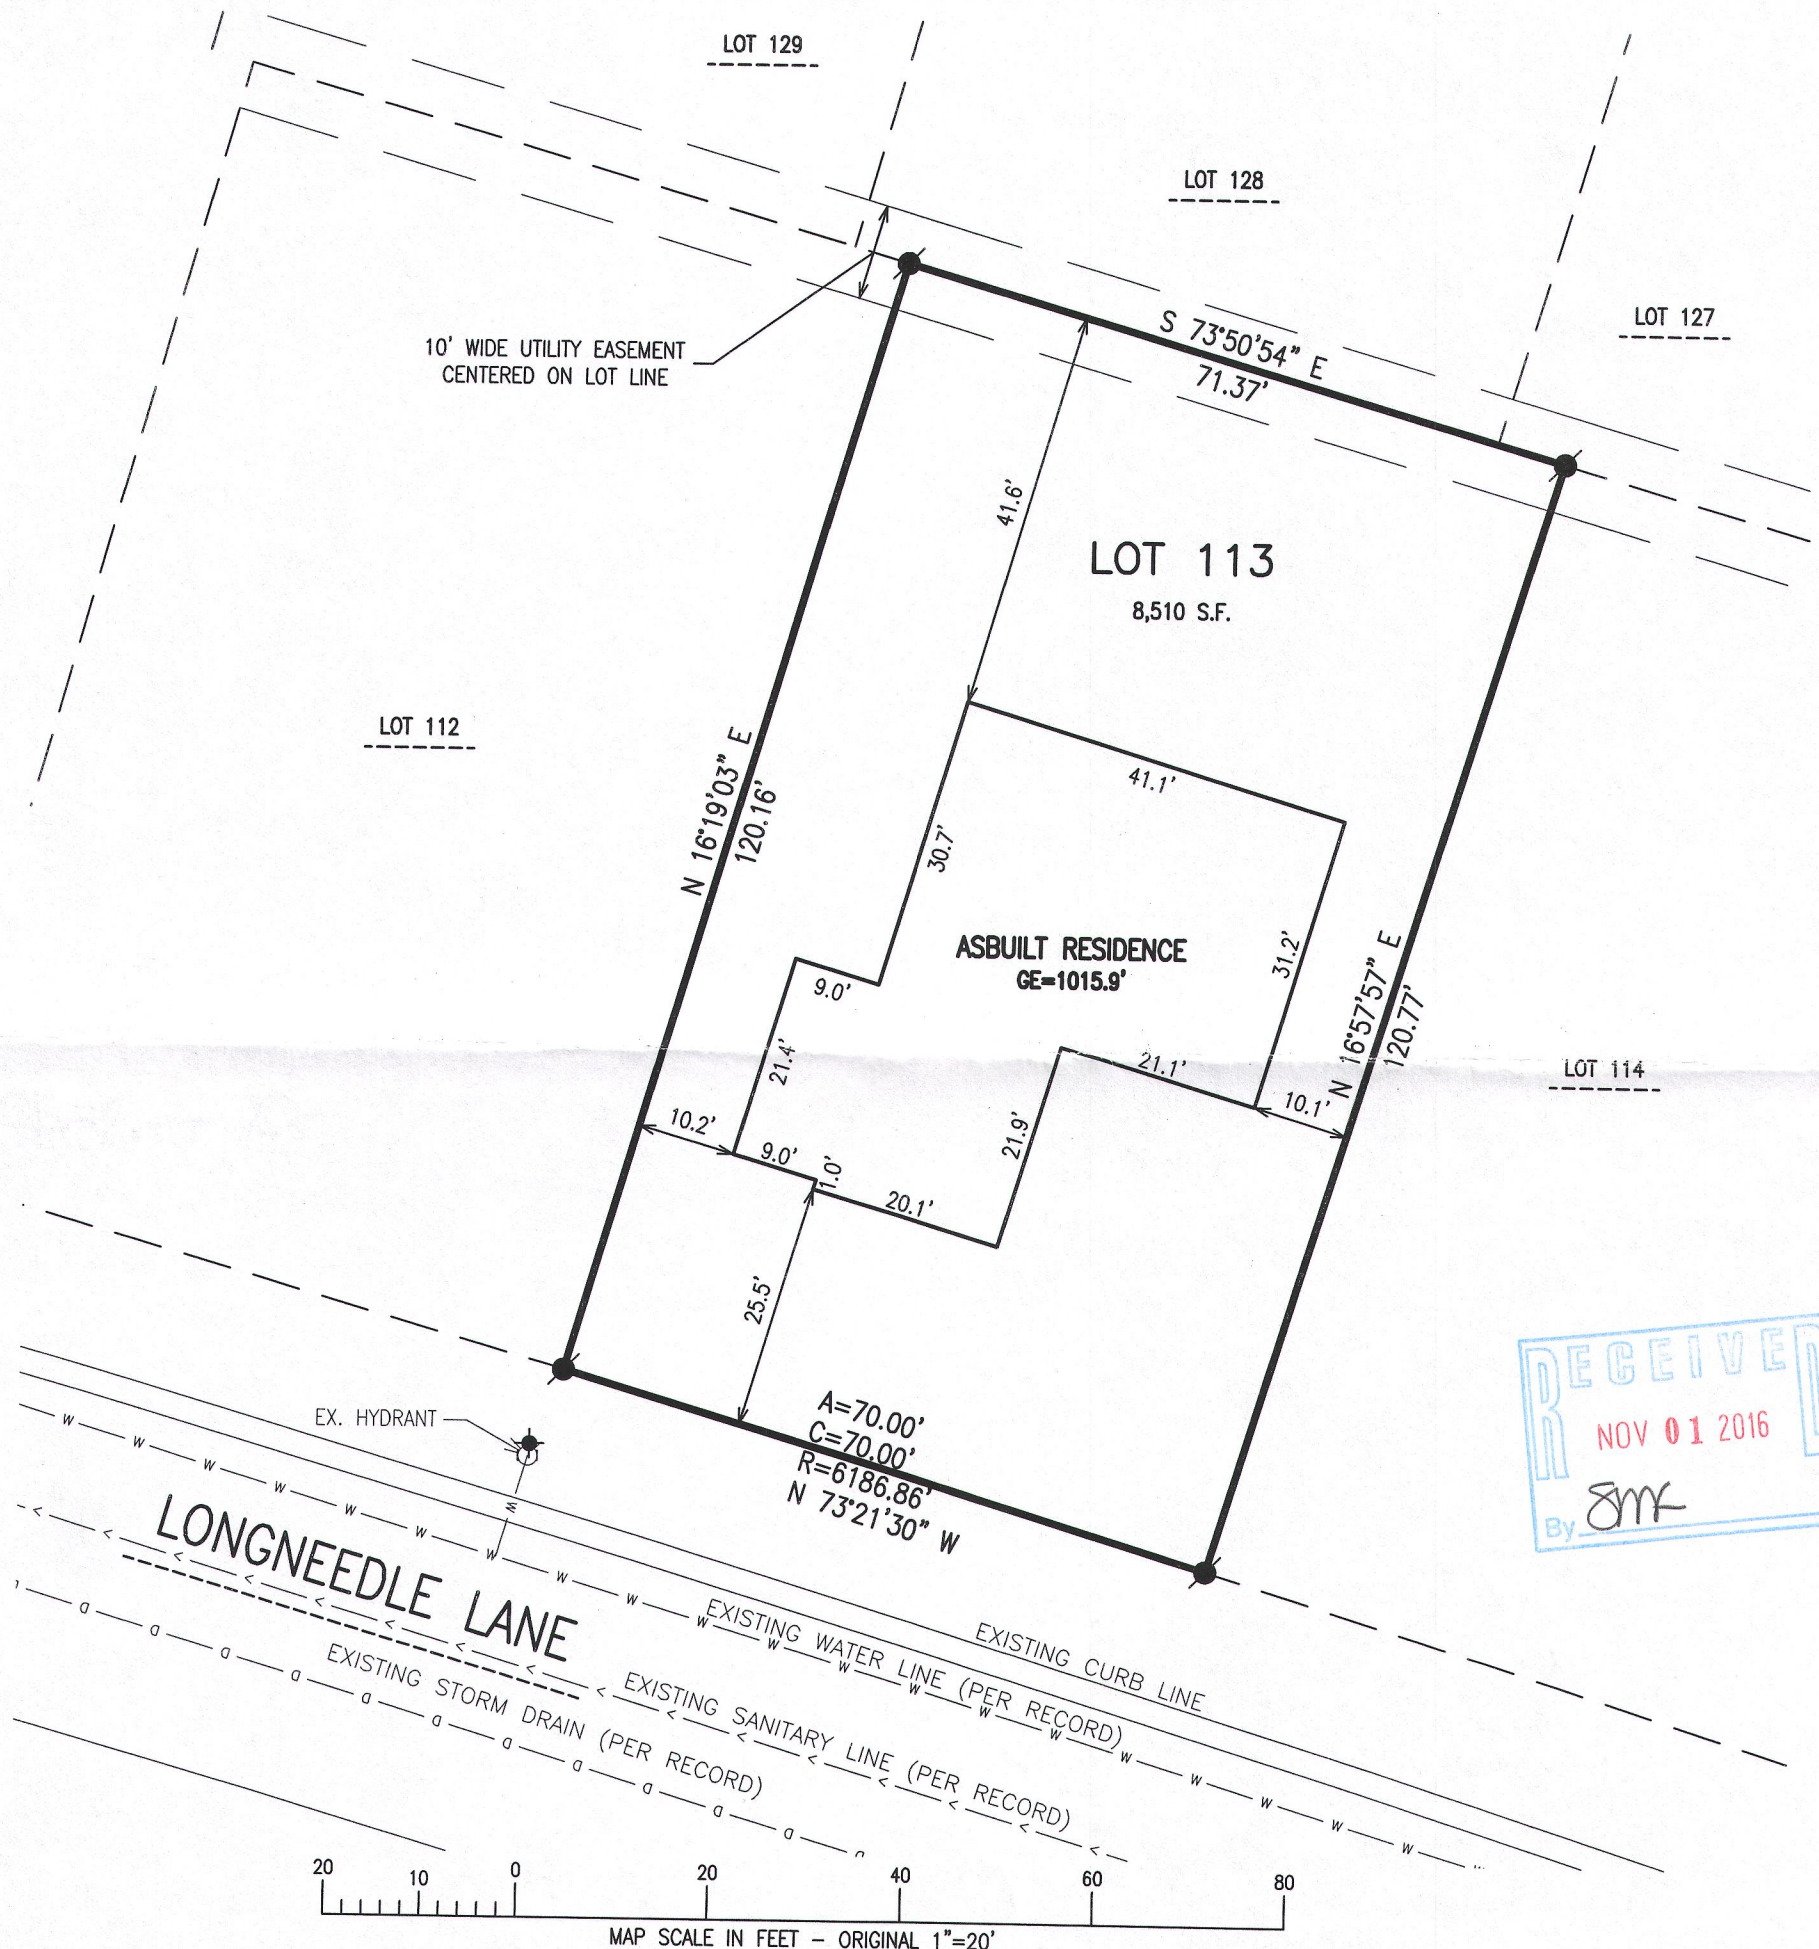 LOT 129
LOT 128
LOT 127
10' WIDE UTILITY EASEMENT
CENTERED ON LOT LINE
S 73°50'54" E
71.37'
41.6'
LOT 113
8,510 S.F.
LOT 112
N 16°19'03" E
120.16'
41.1'
30.7'
ASBUILT RESIDENCE
GE=1015.9'
31.2'
9.0'
N 16°57'57" E
120.77'
21.4'
21.1'
LOT 114
10.2'
10.1'
21.9'
9.0'
1.0'
20.1'
25.5'
A=70.00'
C=70.00'
R=6186.86'
N 73°21'30" W
EX. HYDRANT
RECEIVED
NOV 01 2016
By SMK
LONGNEEDLE LANE
EXISTING CURB LINE
EXISTING WATER LINE (PER RECORD)
EXISTING SANITARY LINE (PER RECORD)
EXISTING STORM DRAIN (PER RECORD)
20 10 0 20 40 60 80
MAP SCALE IN FEET – ORIGINAL 1"=20'